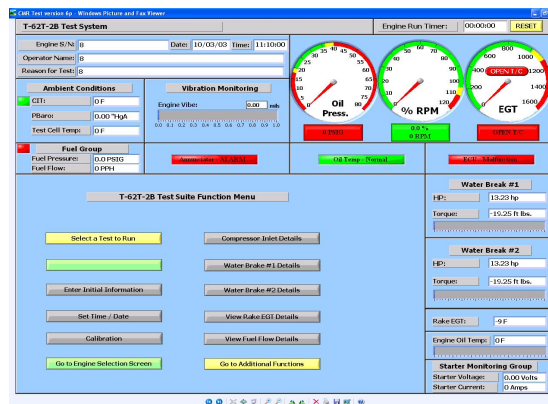 CMR Test version 6p - Windows Picture and Fax Viewer
T-62T-2B Test System
Engine Run Timer: 00:00:00 RESET
Engine S/N: 8
Date: 10/03/03 Time: 11:10:00
Operator Name: 8
Reason for Test: 8
Ambient Conditions
CIT: 0 F
PBaro: 0.00 "HgA
Test Cell Temp: 0 F
Vibration Monitoring
Engine Vibe: 0.00 mils
0.0 0.1 0.2 0.3 0.4 0.5 0.6 0.7 0.8 0.9 1.0
Oil Press.
0 PSIG
% RPM
0.0 %
0 RPM
OPEN T/C
EGT
OPEN T/C
Fuel Group
Fuel Pressure: 0.0 PSIG
Fuel Flow: 0 PPH
Annunciator - ALARM
Oil Temp - Normal
EGT - Malfunction
T-62T-2B Test Suite Function Menu
Select a Test to Run
Compressor Inlet Details
Water Brake #1 Details
Enter Initial Information
Water Brake #2 Details
Set Time / Date
View Rake EGT Details
Calibration
View Fuel Flow Details
Go to Engine Selection Screen
Go to Additional Functions
Water Break #1
HP: 13.23 hp
Torque: -19.25 ft lbs.
Water Break #2
HP: 13.23 hp
Torque: -19.25 ft lbs.
Rake EGT: -9 F
Engine Oil Temp: 0 F
Starter Monitoring Group
Starter Voltage: 0.00 Volts
Starter Current: 0 Amps